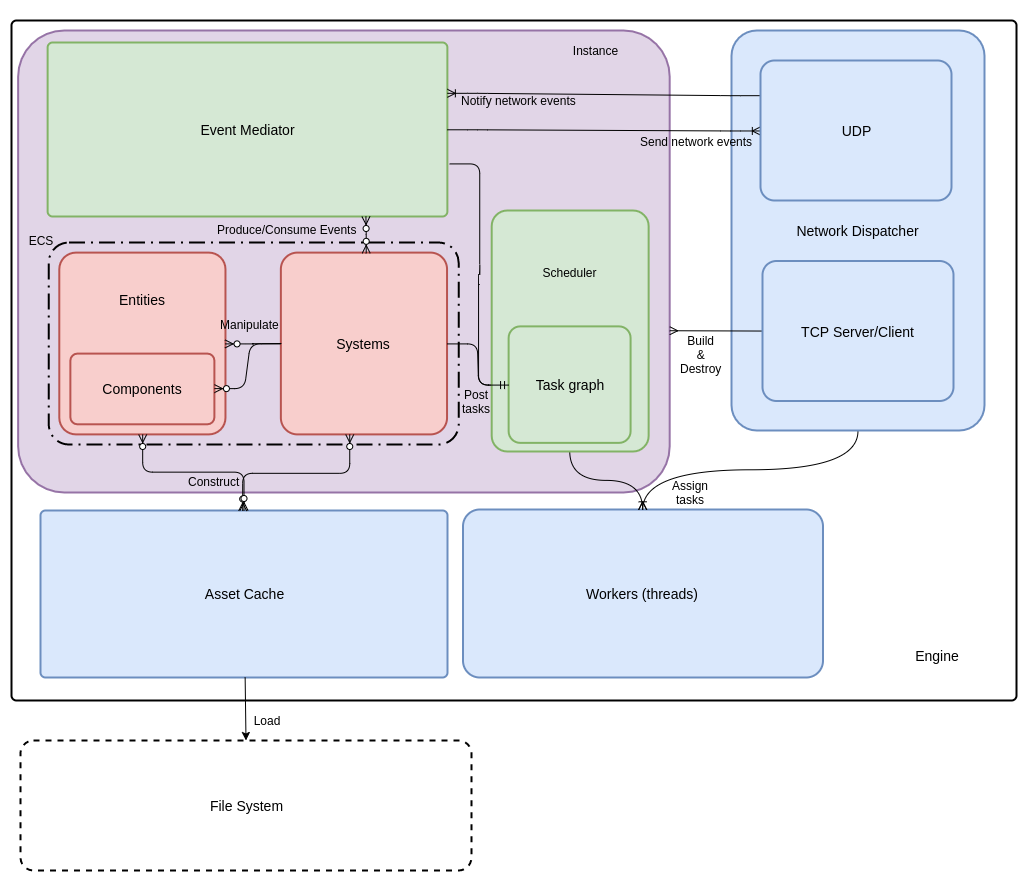 Instance
Event Mediator
Notify network events
Send network events
UDP
Network Dispatcher
Produce/Consume Events
ECS
Entities
Manipulate
Components
Systems
Scheduler
Task graph
Post
tasks
TCP Server/Client
Build
&
Destroy
Construct
Assign
tasks
Asset Cache
Workers (threads)
Engine
Load
File System